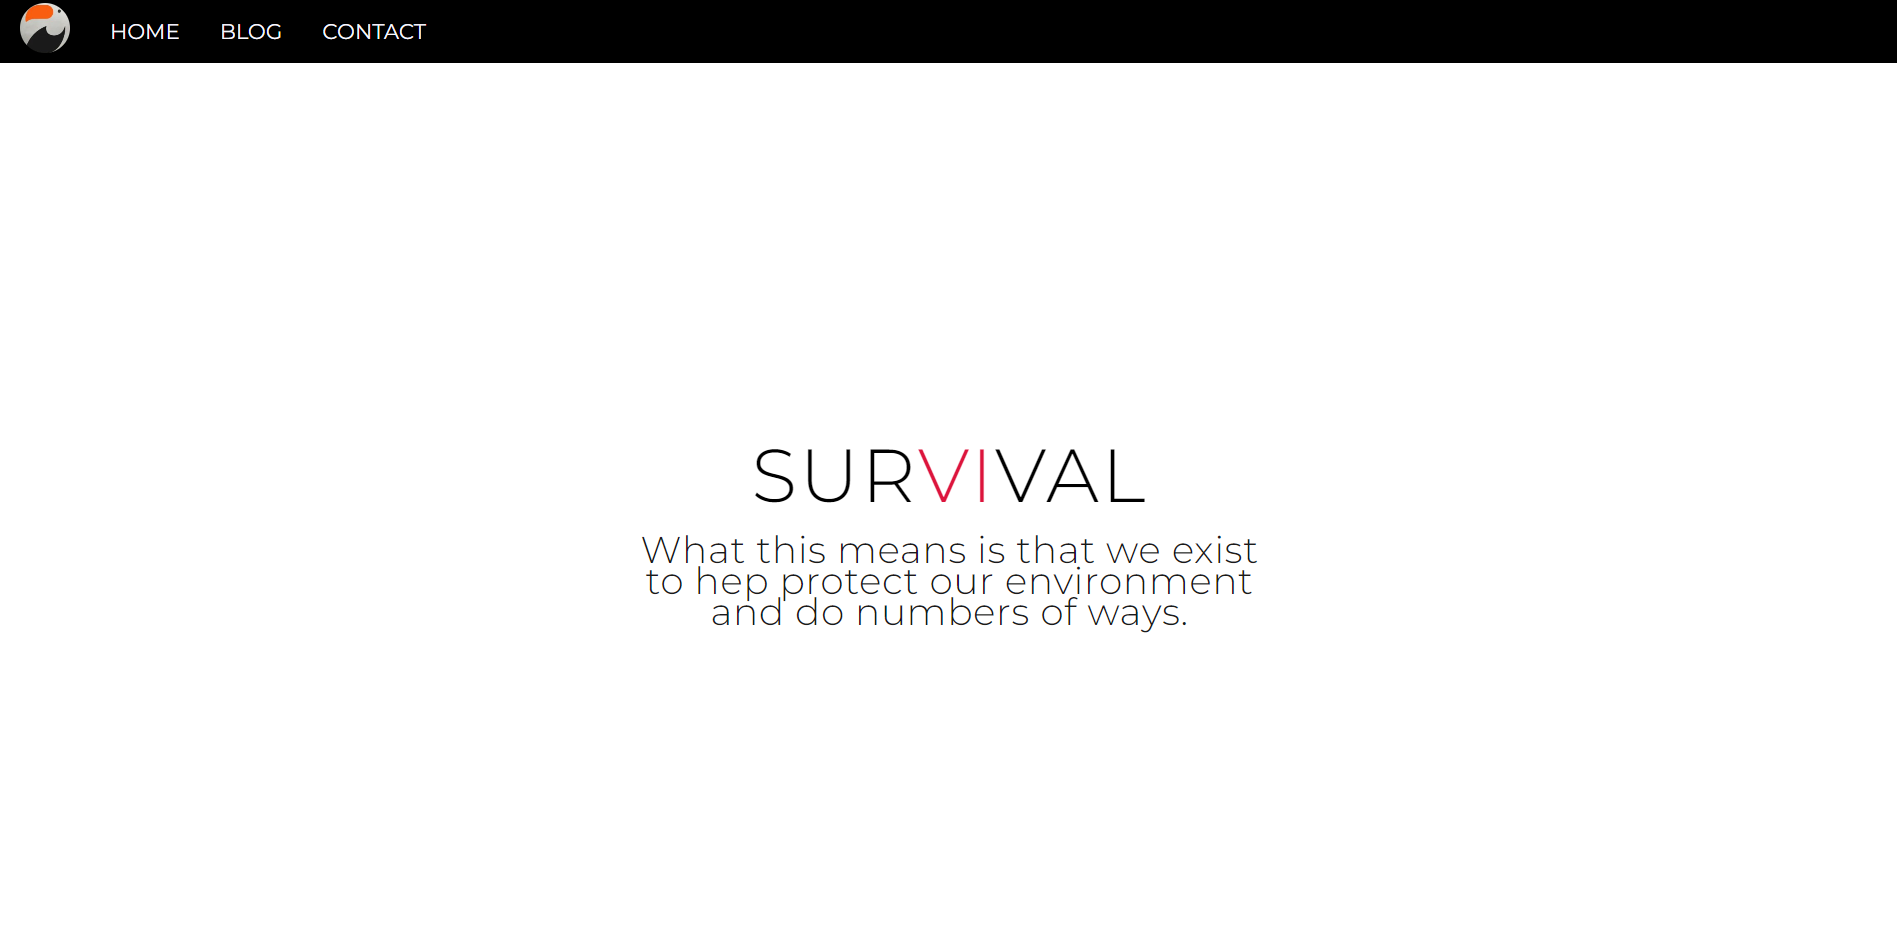 HOME BLOG CONTACT
SURVIVAL
What this means is that we exist
to hep protect our environment
and do numbers of ways.